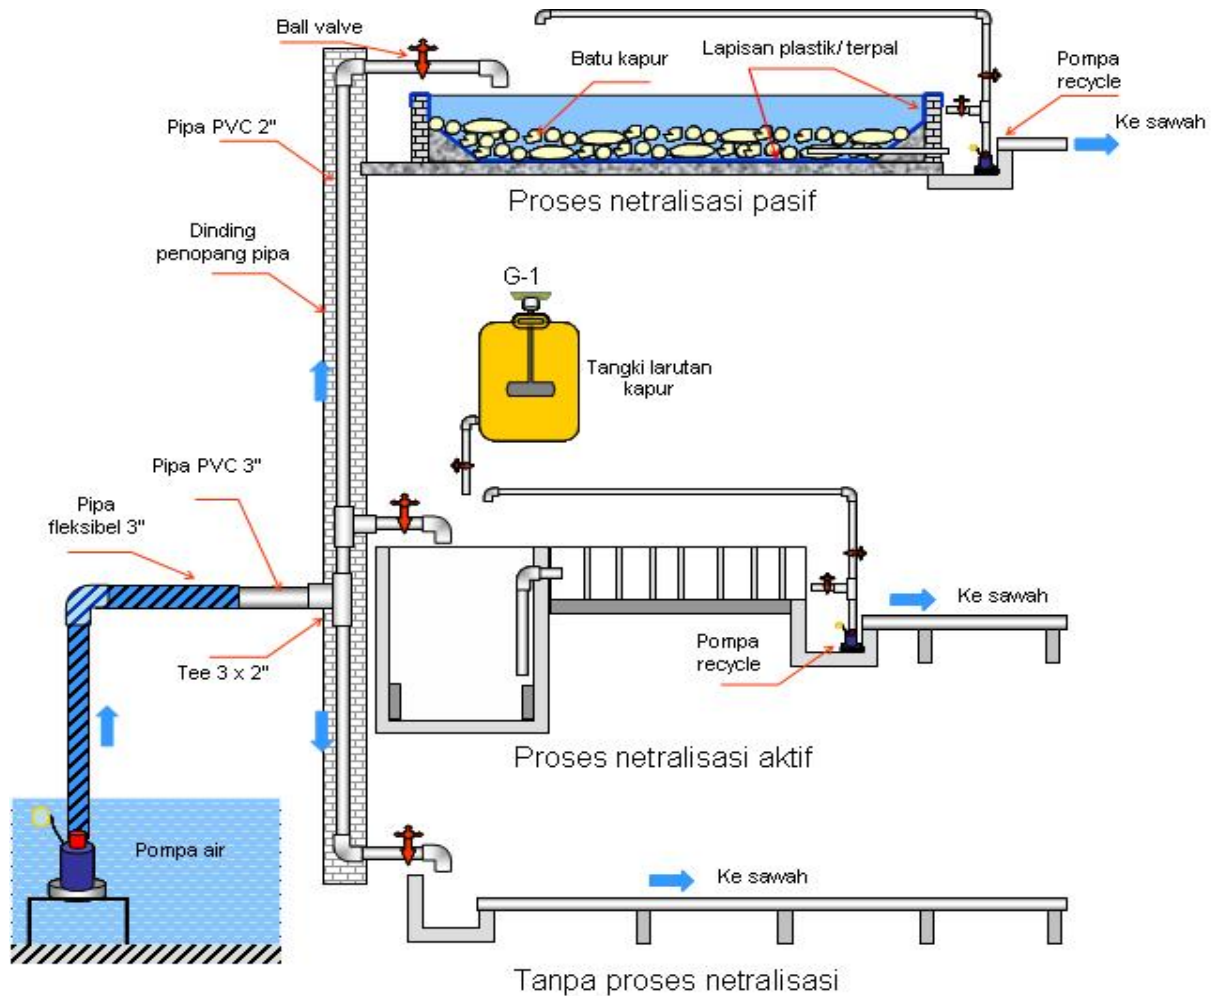 Ball valve
Batu kapur
Lapisan plastik/ terpal
Pompa
recycle
Ke sawah
Pipa PVC 2"
Proses netralisasi pasif
Dinding
penopang pipa
G-1
Tangki larutan
kapur
Pipa PVC 3"
Pipa
fleksibel 3"
Ke sawah
Pompa
recycle
Tee 3 x 2"
Proses netralisasi aktif
Pompa air
Ke sawah
Tanpa proses netralisasi